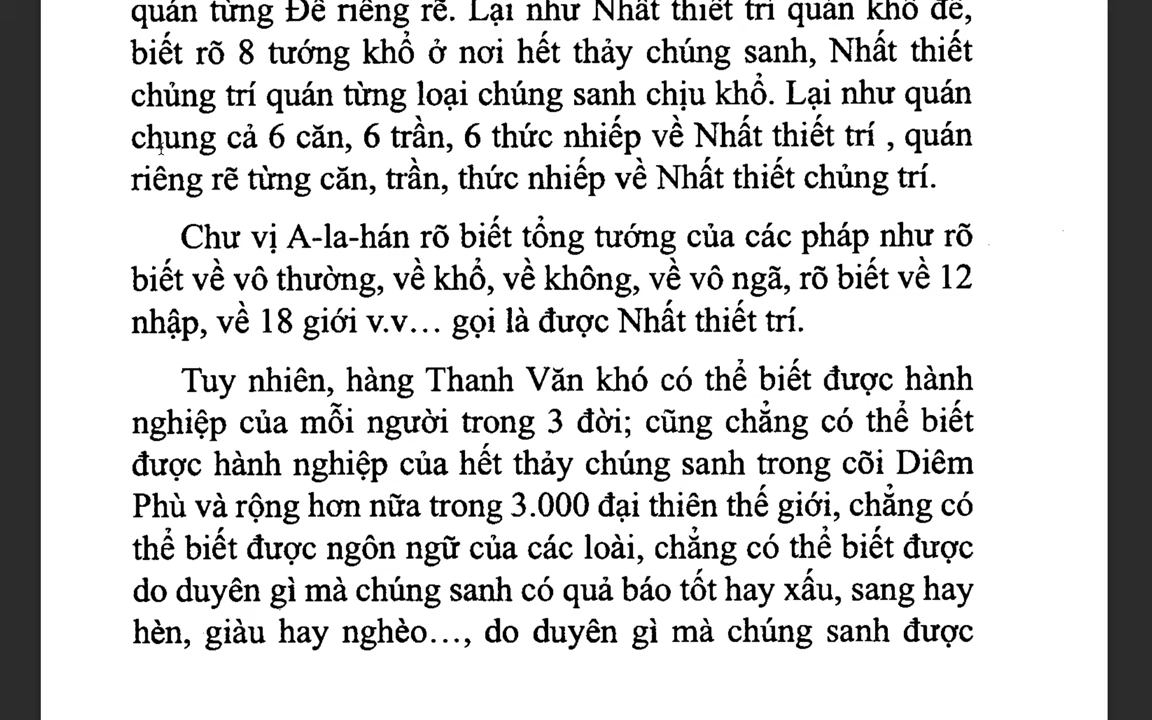 quán từng Đế riêng rẽ. Lại như Nhất thiết trí quán khổ đế,
biết rõ 8 tướng khổ ở nơi hết thảy chúng sanh, Nhất thiết
chủng trí quán từng loại chúng sanh chịu khổ. Lại như quán
chung cả 6 căn, 6 trần, 6 thức nhiếp về Nhất thiết trí , quán
riêng rẽ từng căn, trần, thức nhiếp về Nhất thiết chủng trí.
Chư vị A-la-hán rõ biết tổng tướng của các pháp như rõ
biết về vô thường, về khổ, về không, về vô ngã, rõ biết về 12
nhập, về 18 giới v.v... gọi là được Nhất thiết trí.
Tuy nhiên, hàng Thanh Văn khó có thể biết được hành
nghiệp của mỗi người trong 3 đời; cũng chẳng có thể biết
được hành nghiệp của hết thảy chúng sanh trong cõi Diêm
Phù và rộng hơn nữa trong 3.000 đại thiên thế giới, chẳng có
thể biết được ngôn ngữ của các loài, chẳng có thể biết được
do duyên gì mà chúng sanh có quả báo tốt hay xấu, sang hay
hèn, giàu hay nghèo..., do duyên gì mà chúng sanh được